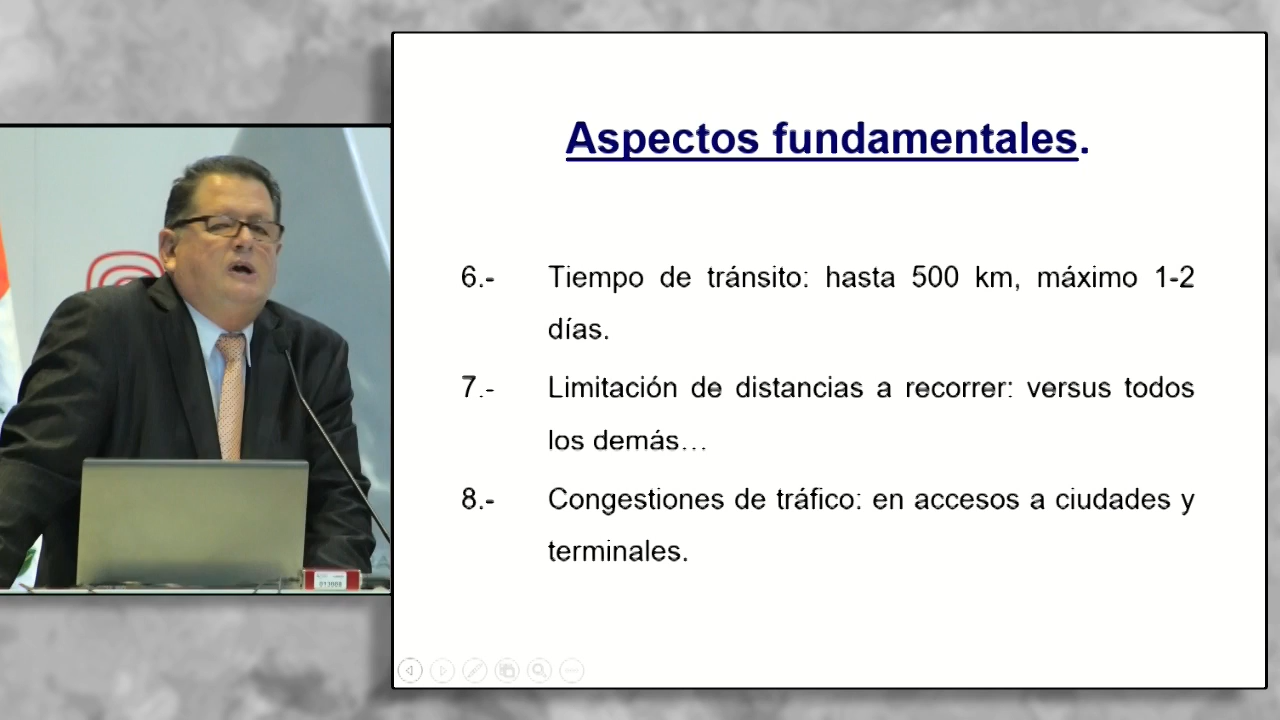 Aspectos fundamentales.
6.- Tiempo de tránsito: hasta 500 km, máximo 1-2
días.
7.- Limitación de distancias a recorrer: versus todos
los demás…
8.- Congestiones de tráfico: en accesos a ciudades y
terminales.